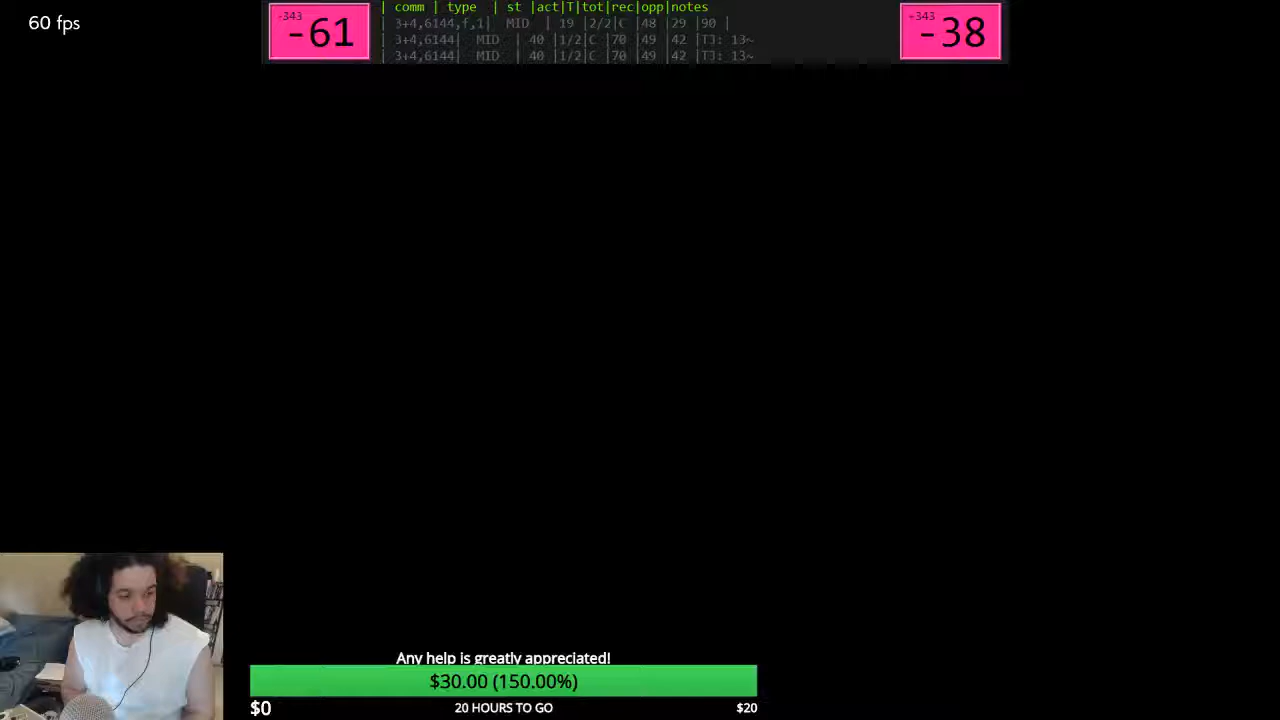 60 fps
-343
-61
| comm | type | st |act|T|tot|rec|opp|notes
| 3+4,6144,f,1| MID | 19 |2/2|C |48 |29 |90 |
| 3+4,6144| MID | 40 |1/2|C |70 |49 |42 |TJ: 13~
| 3+4,6144| MID | 40 |1/2|C |70 |49 |42 |TJ: 13~
+343
-38
Any help is greatly appreciated!
$30.00 (150.00%)
$0 20 HOURS TO GO $20